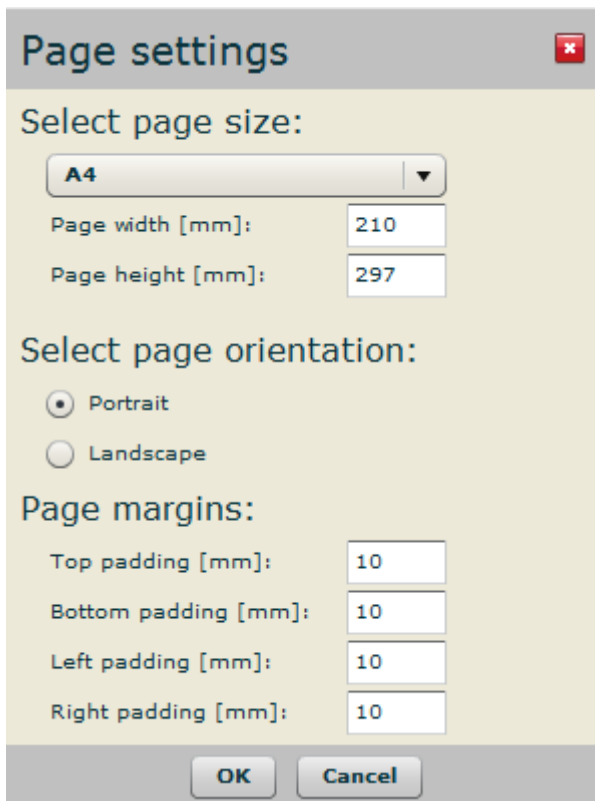 Page settings
Select page size:
A4
Page width [mm]: 210
Page height [mm]: 297
Select page orientation:
Portrait
Landscape
Page margins:
Top padding [mm]: 10
Bottom padding [mm]: 10
Left padding [mm]: 10
Right padding [mm]: 10
OK Cancel